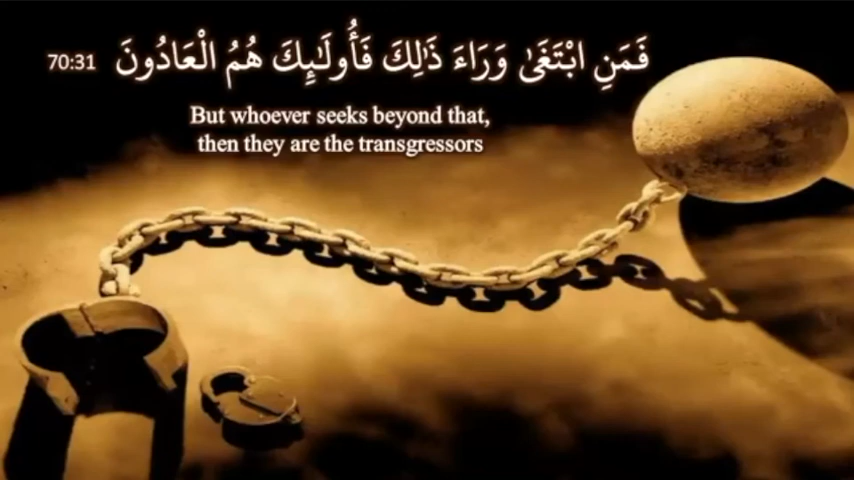 70:31 فَمَنِ ابْتَغَىٰ وَرَاءَ ذَٰلِكَ فَأُولَـٰئِكَ هُمُ الْعَادُونَ
But whoever seeks beyond that,
then they are the transgressors